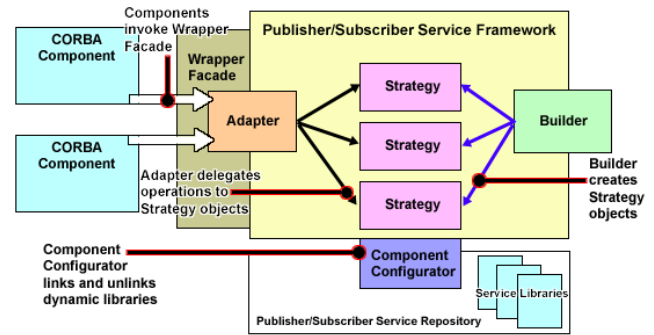 Components
invoke Wrapper
Facade
Publisher/Subscriber Service Framework
CORBA
Component
Wrapper
Facade
Strategy
Adapter
Strategy
Builder
CORBA
Component
Adapter delegates
operations to
Strategy objects
Strategy
Builder
creates
Strategy
objects
Component
Configurator
links and unlinks
dynamic libraries
Component
Configurator
Service Libraries
Publisher/Subscriber Service Repository